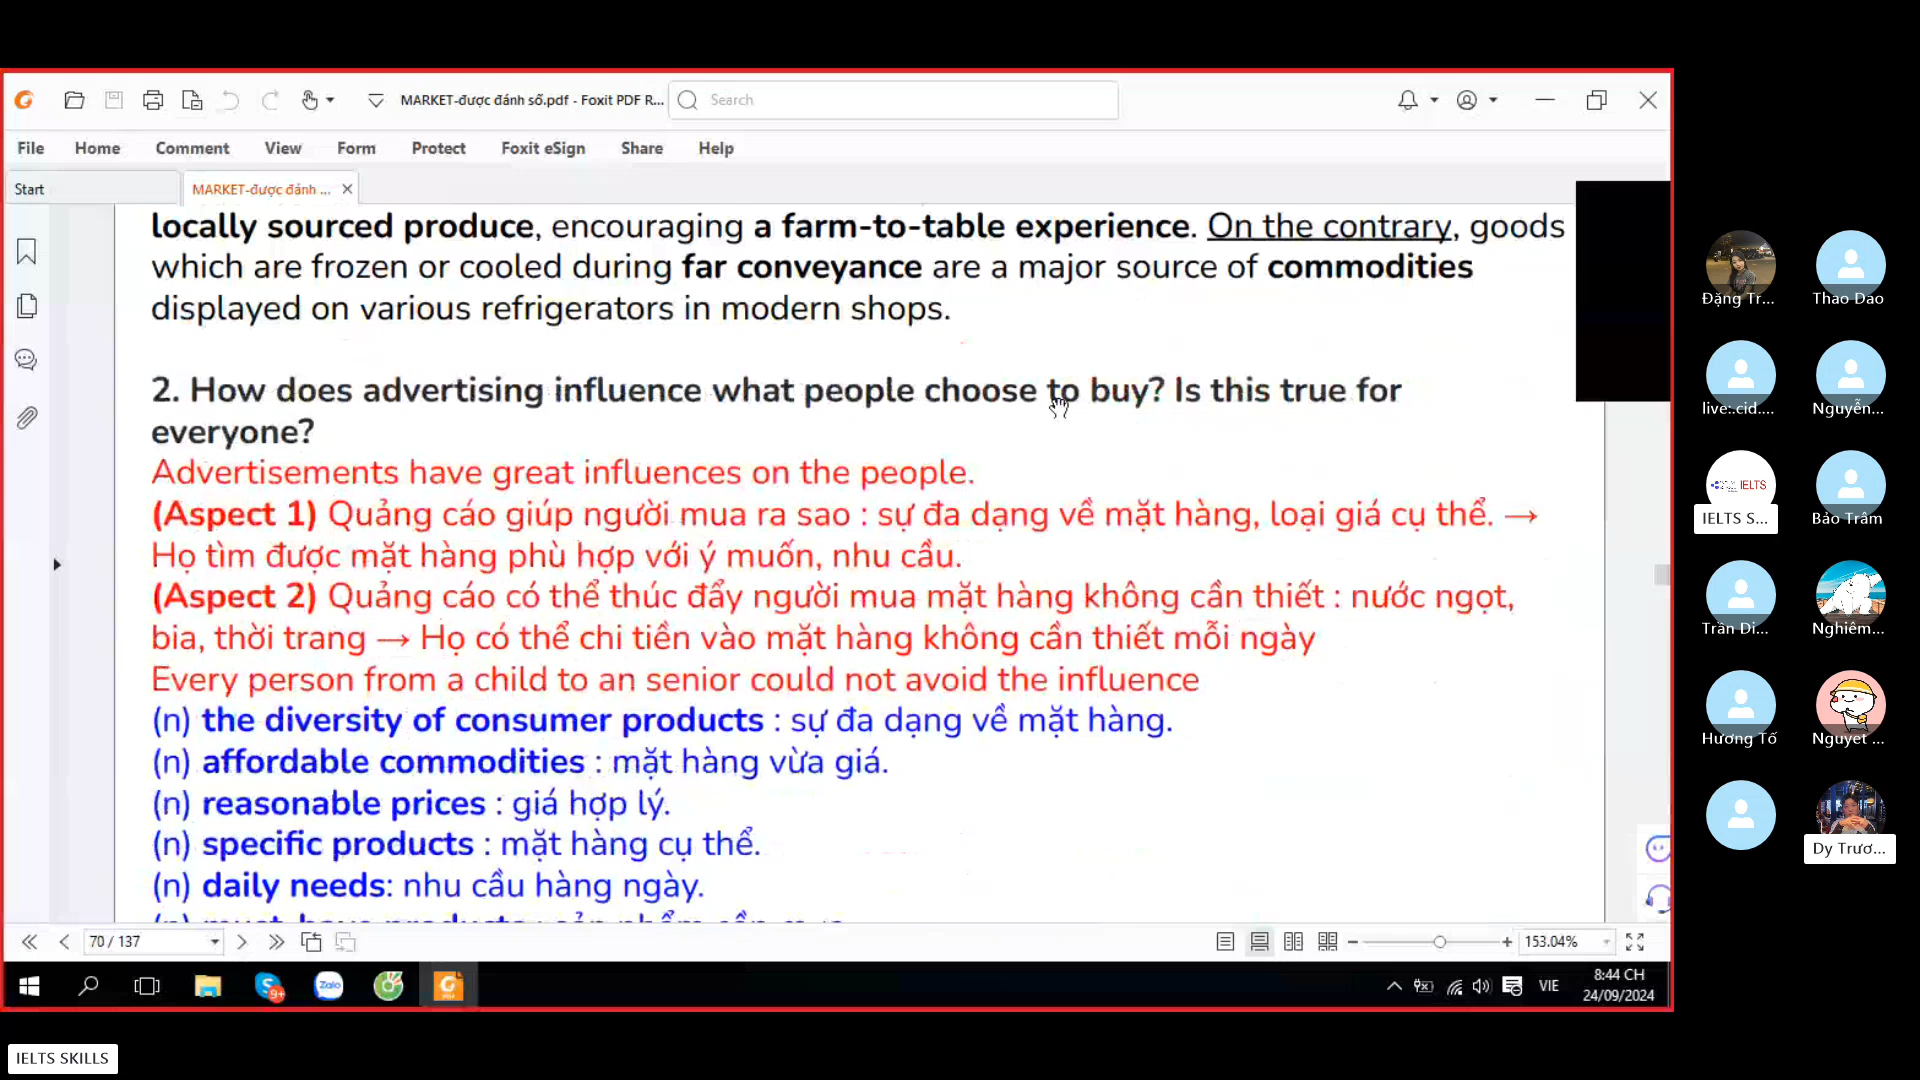 MARKET-được đánh số.pdf - Foxit PDF R...
Search
File Home Comment View Form Protect Foxit eSign Share Help
Start
MARKET-được đánh ...
locally sourced produce, encouraging a farm-to-table experience. On the contrary, goods
which are frozen or cooled during far conveyance are a major source of commodities
displayed on various refrigerators in modern shops.
2. How does advertising influence what people choose to buy? Is this true for
everyone?
Advertisements have great influences on the people.
(Aspect 1) Quảng cáo giúp người mua ra sao : sự đa dạng về mặt hàng, loại giá cụ thể. →
Họ tìm được mặt hàng phù hợp với ý muốn, nhu cầu.
(Aspect 2) Quảng cáo có thể thúc đẩy người mua mặt hàng không cần thiết : nước ngọt,
bia, thời trang → Họ có thể chi tiền vào mặt hàng không cần thiết mỗi ngày
Every person from a child to an senior could not avoid the influence
(n) the diversity of consumer products : sự đa dạng về mặt hàng.
(n) affordable commodities : mặt hàng vừa giá.
(n) reasonable prices : giá hợp lý.
(n) specific products : mặt hàng cụ thể.
(n) daily needs: nhu cầu hàng ngày.
70 / 137
153.04%
9+
Zalo
VIE
8:44 CH
24/09/2024
Đặng Tr...
Thao Dao
live:.cid....
Nguyễn...
IELTS
IELTS S...
Bảo Trâm
Trần Di...
Nghiêm...
Hương Tố
Nguyet ...
Dy Trươ...
IELTS SKILLS